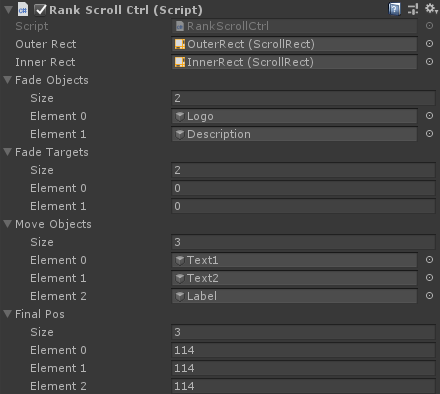 Rank Scroll Ctrl (Script)
Script RankScrollCtrl
Outer Rect OuterRect (ScrollRect)
Inner Rect InnerRect (ScrollRect)
Fade Objects
Size 2
Element 0 Logo
Element 1 Description
Fade Targets
Size 2
Element 0 0
Element 1 0
Move Objects
Size 3
Element 0 Text1
Element 1 Text2
Element 2 Label
Final Pos
Size 3
Element 0 114
Element 1 114
Element 2 114